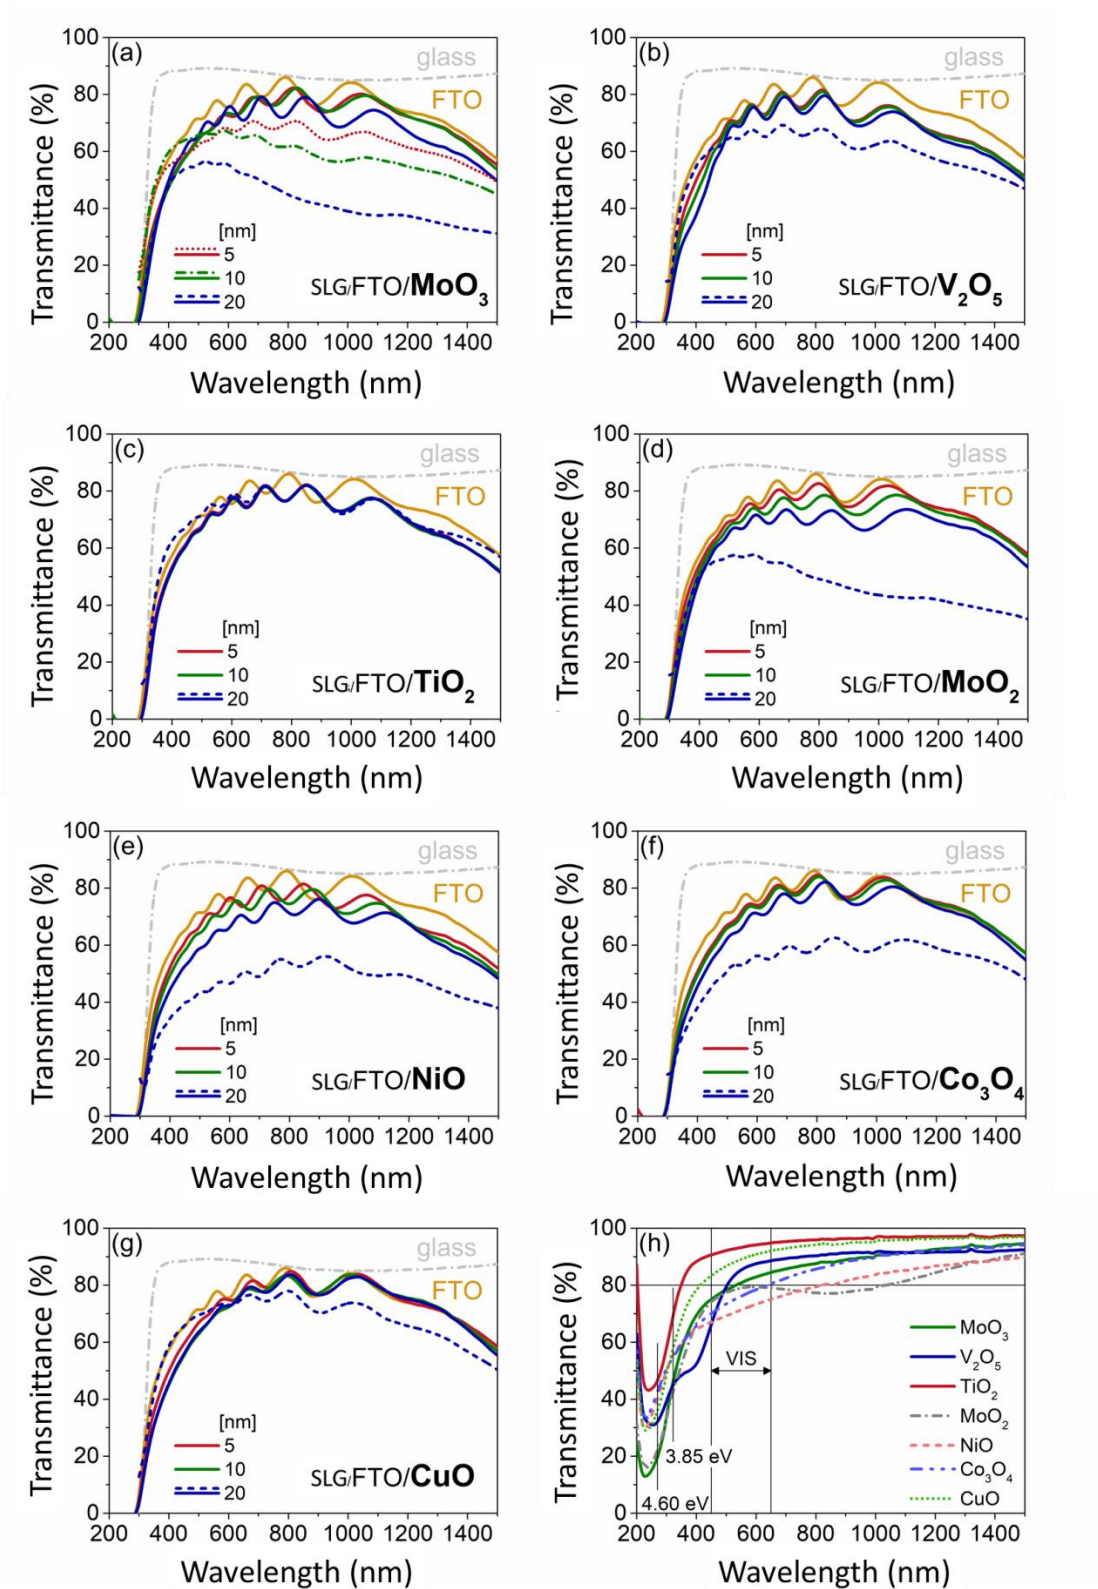 (a)
glass
FTO
[nm]
5
10
20
SLG/FTO/MoO₃
Transmittance (%)
0
20
40
60
80
100
200 400 600 800 1000 1200 1400
Wavelength (nm)
(b)
glass
FTO
[nm]
5
10
20
SLG/FTO/V₂O₅
Transmittance (%)
0
20
40
60
80
100
200 400 600 800 1000 1200 1400
Wavelength (nm)
(c)
glass
FTO
[nm]
5
10
20
SLG/FTO/TiO₂
Transmittance (%)
0
20
40
60
80
100
200 400 600 800 1000 1200 1400
Wavelength (nm)
(d)
glass
FTO
[nm]
5
10
20
SLG/FTO/MoO₂
Transmittance (%)
0
20
40
60
80
100
200 400 600 800 1000 1200 1400
Wavelength (nm)
(e)
glass
FTO
[nm]
5
10
20
SLG/FTO/NiO
Transmittance (%)
0
20
40
60
80
100
200 400 600 800 1000 1200 1400
Wavelength (nm)
(f)
glass
FTO
[nm]
5
10
20
SLG/FTO/Co₃O₄
Transmittance (%)
0
20
40
60
80
100
200 400 600 800 1000 1200 1400
Wavelength (nm)
(g)
glass
FTO
[nm]
5
10
20
SLG/FTO/CuO
Transmittance (%)
0
20
40
60
80
100
200 400 600 800 1000 1200 1400
Wavelength (nm)
(h)
VIS
3.85 eV
4.60 eV
MoO₃
V₂O₅
TiO₂
MoO₂
NiO
Co₃O₄
CuO
Transmittance (%)
0
20
40
60
80
100
200 400 600 800 1000 1200 1400
Wavelength (nm)